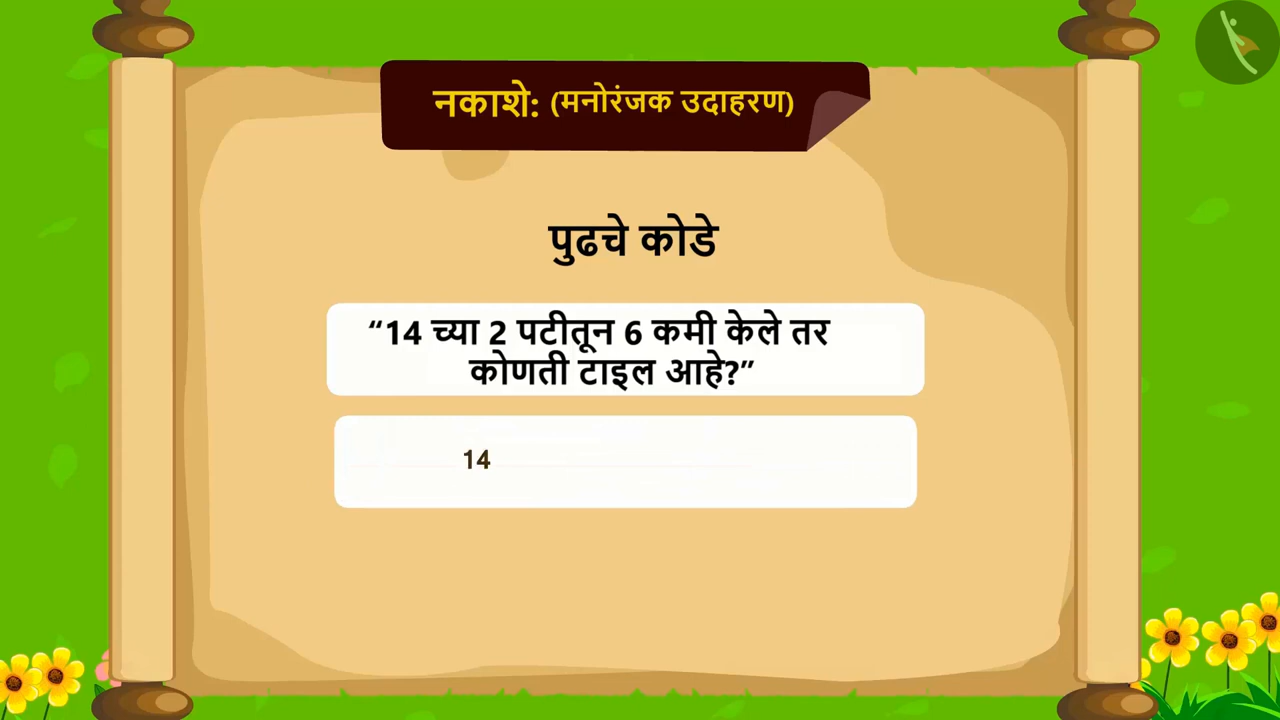 नकाशे: (मनोरंजक उदाहरण)
पुढचे कोडे
“14 च्या 2 पटीतून 6 कमी केले तर
कोणती टाइल आहे?”
14